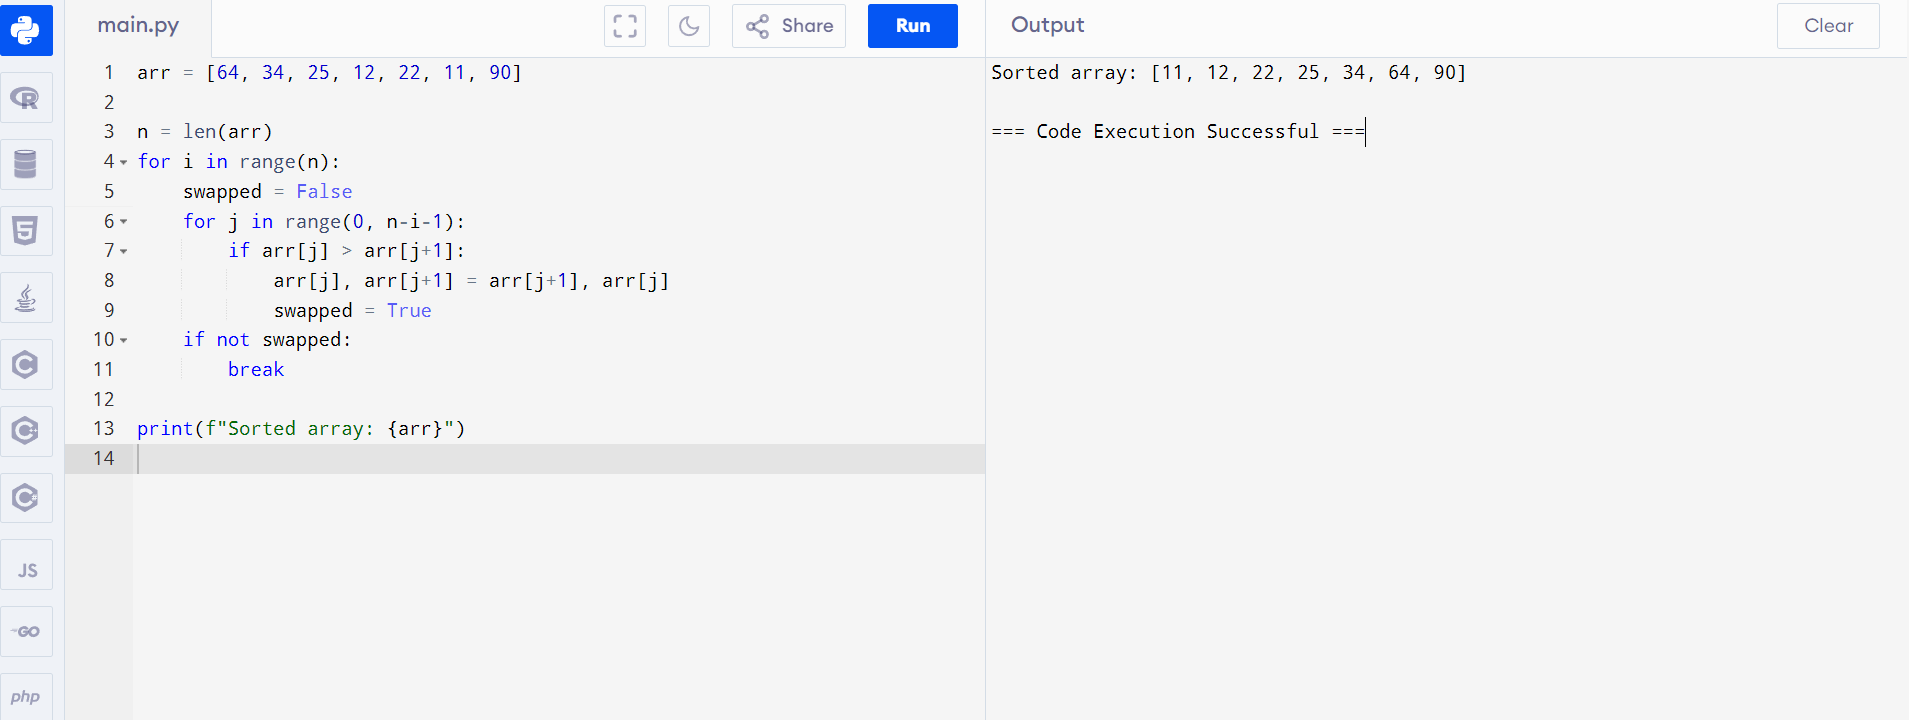 main.py
Share
Run
Output
Clear
1 arr = [64, 34, 25, 12, 22, 11, 90]
2
3 n = len(arr)
4 for i in range(n):
5     swapped = False
6     for j in range(0, n-i-1):
7         if arr[j] > arr[j+1]:
8             arr[j], arr[j+1] = arr[j+1], arr[j]
9             swapped = True
10     if not swapped:
11         break
12
13 print(f"Sorted array: {arr}")
14
Sorted array: [11, 12, 22, 25, 34, 64, 90]
=== Code Execution Successful ===
R
5
C
C++
C#
JS
GO
php